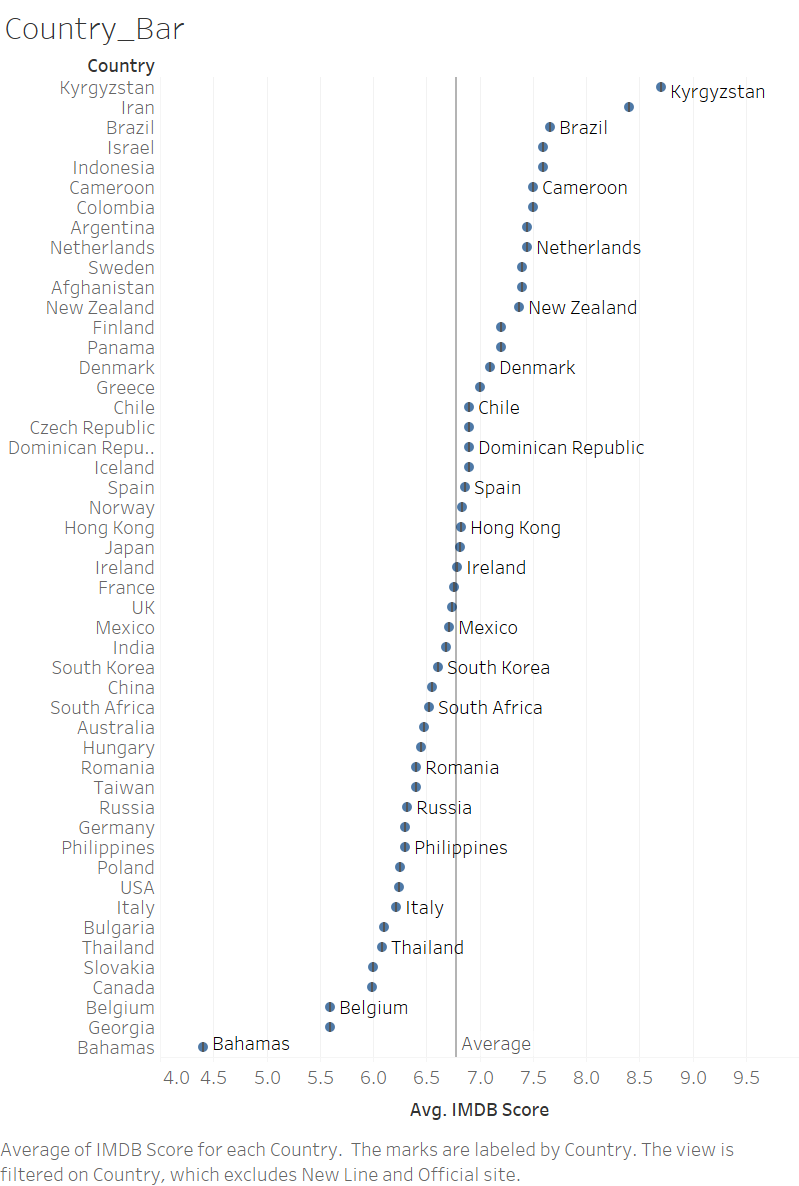 Country_Bar
Country
Kyrgyzstan Kyrgyzstan
Iran
Brazil Brazil
Israel
Indonesia
Cameroon Cameroon
Colombia
Argentina
Netherlands Netherlands
Sweden
Afghanistan
New Zealand New Zealand
Finland
Panama
Denmark Denmark
Greece
Chile Chile
Czech Republic
Dominican Repu.. Dominican Republic
Iceland
Spain Spain
Norway
Hong Kong Hong Kong
Japan
Ireland Ireland
France
UK
Mexico Mexico
India
South Korea South Korea
China
South Africa South Africa
Australia
Hungary
Romania Romania
Taiwan
Russia Russia
Germany
Philippines Philippines
Poland
USA
Italy Italy
Bulgaria
Thailand Thailand
Slovakia
Canada
Belgium Belgium
Georgia
Bahamas Bahamas Average
4.0 4.5 5.0 5.5 6.0 6.5 7.0 7.5 8.0 8.5 9.0 9.5
Avg. IMDB Score
Average of IMDB Score for each Country. The marks are labeled by Country. The view is
filtered on Country, which excludes New Line and Official site.